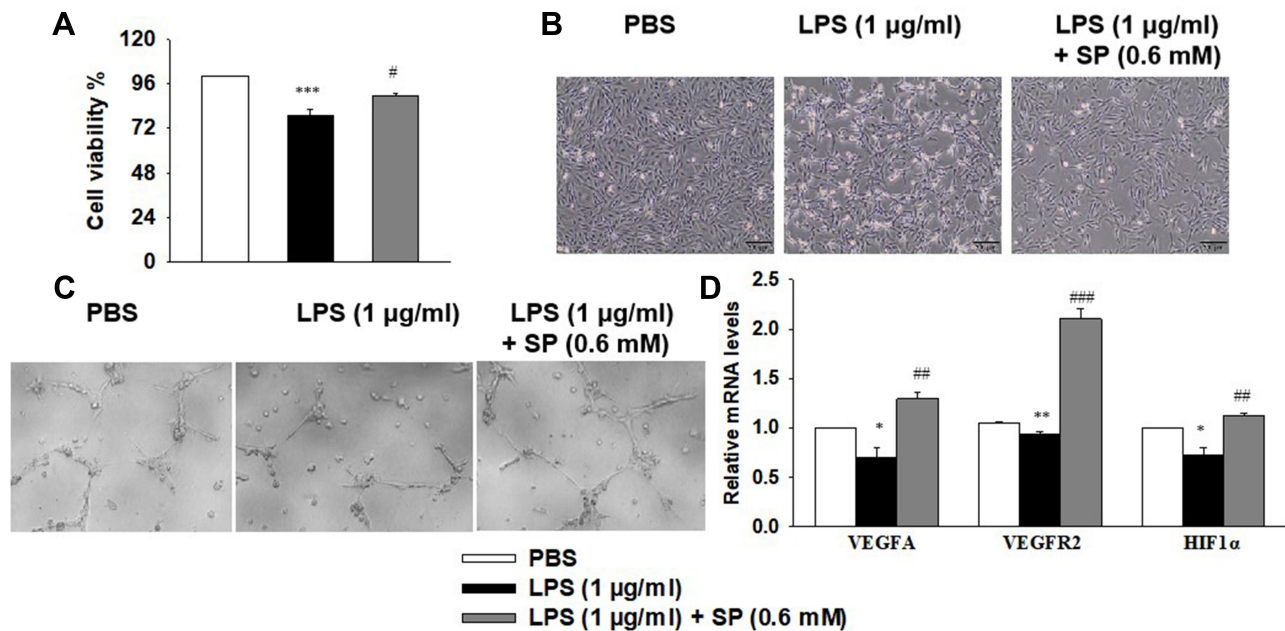 A
Cell viability %
120
96
72
48
24
0
***
#
B
PBS
LPS (1 µg/ml)
LPS (1 µg/ml)
+ SP (0.6 mM)
C
PBS
LPS (1 µg/ml)
LPS (1 µg/ml)
+ SP (0.6 mM)
D
Relative mRNA levels
2.5
2.0
1.5
1.0
0.5
0.0
*
##
**
###
*
##
VEGFA
VEGFR2
HIF1α
PBS
LPS (1 µg/ml)
LPS (1 µg/ml) + SP (0.6 mM)